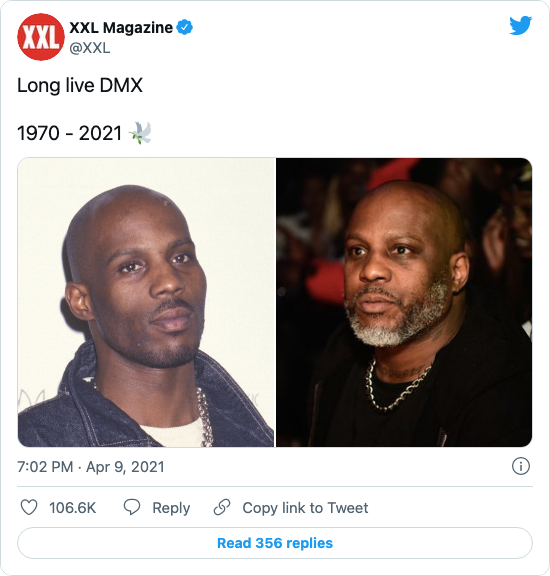 XXL
XXL Magazine
@XXL
Long live DMX
1970 - 2021 🕊️
7:02 PM · Apr 9, 2021
106.6K Reply Copy link to Tweet
Read 356 replies